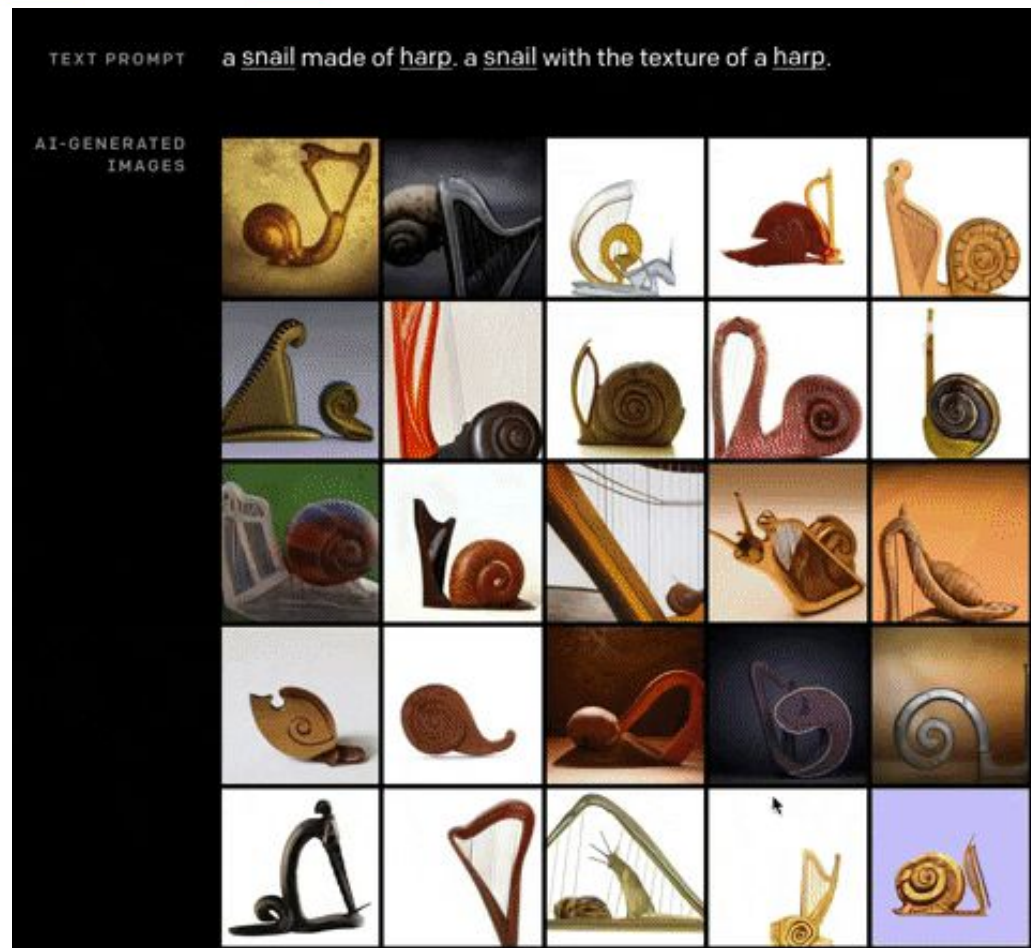 TEXT PROMPT
a snail made of harp. a snail with the texture of a harp.
AI-GENERATED
IMAGES